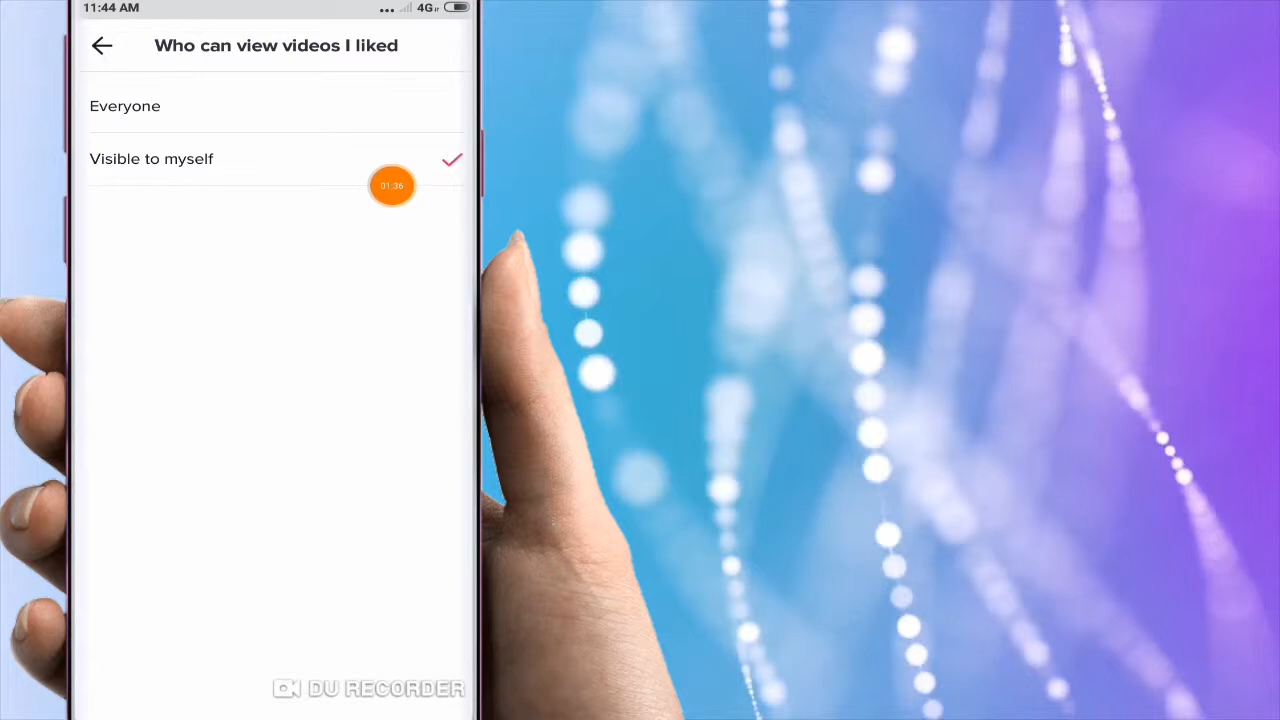 11:44 AM
4G
Who can view videos I liked
Everyone
Visible to myself
01:36
DU RECORDER